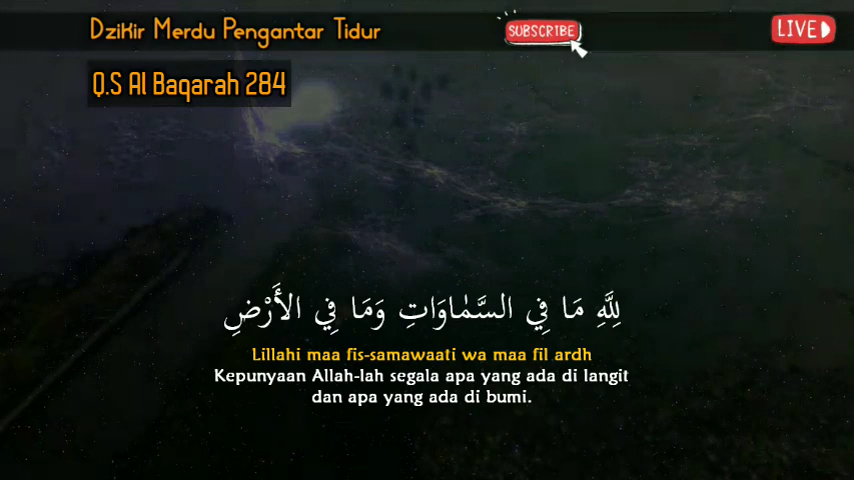 Dzikir Merdu Pengantar Tidur
SUBSCRIBE
LIVE
Q.S Al Baqarah 284
لِلَّهِ مَا فِي السَّمٰاوَاتِ وَمَا فِي الأَرْضِ
Lillahi maa fis-samawaati wa maa fil ardh
Kepunyaan Allah-lah segala apa yang ada di langit
dan apa yang ada di bumi.